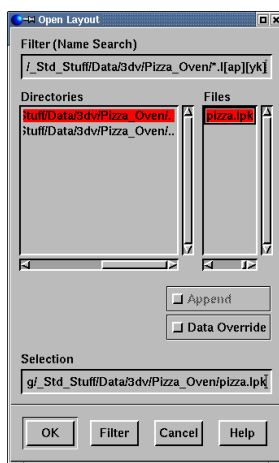 Open Layout
Filter (Name Search)
/_Std_Stuff/Data/3dv/Pizza_Oven/*.l[ap][yk]
Directories
Files
Stuff/Data/3dv/Pizza_Oven/.
Stuff/Data/3dv/Pizza_Oven/..
pizza.lpk
Append
Data Override
Selection
g/_Std_Stuff/Data/3dv/Pizza_Oven/pizza.lpk
OK
Filter
Cancel
Help